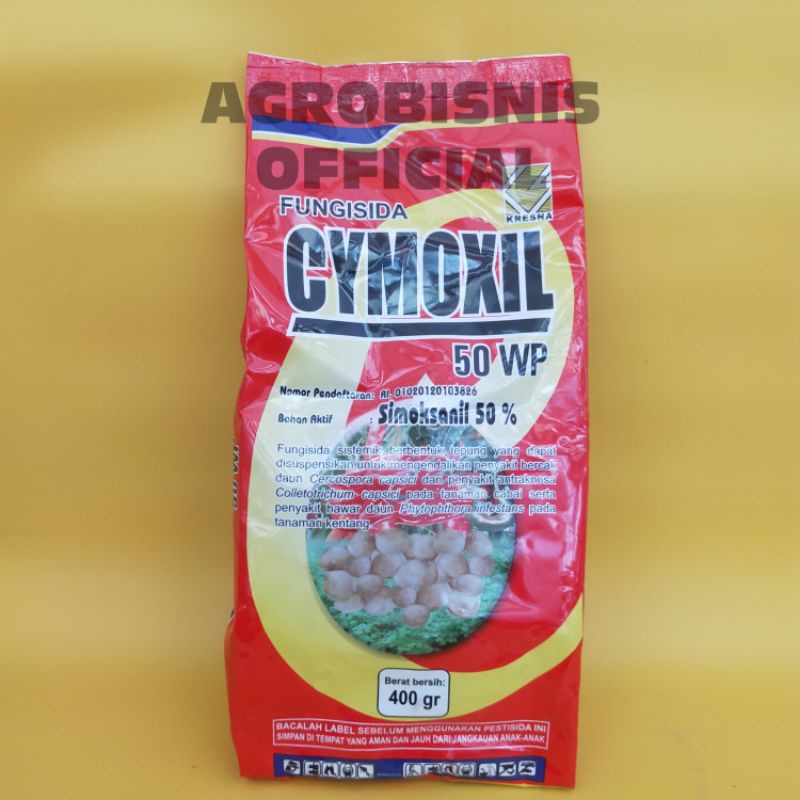 AGROBISNIS
OFFICIAL
KRESNA
FUNGISIDA
CYMOXIL
50 WP
Nomor Pendaftaran: RI. 01020120103826
Bahan Aktif : Simoksanil 50 %
Fungisida sistemik berbentuk tepung yang dapat
disuspensikan untuk mengendalikan penyakit bercak
daun Cercospora capsici dan penyakit antraknosa
Colletotrichum capsici pada tanaman cabai serta
penyakit hawar daun Phytophthora infestans pada
tanaman kentang.
Berat bersih:
400 gr
BACALAH LABEL SEBELUM MENGGUNAKAN PESTISIDA INI
SIMPAN DI TEMPAT YANG AMAN DAN JAUH DARI JANGKAUAN ANAK-ANAK